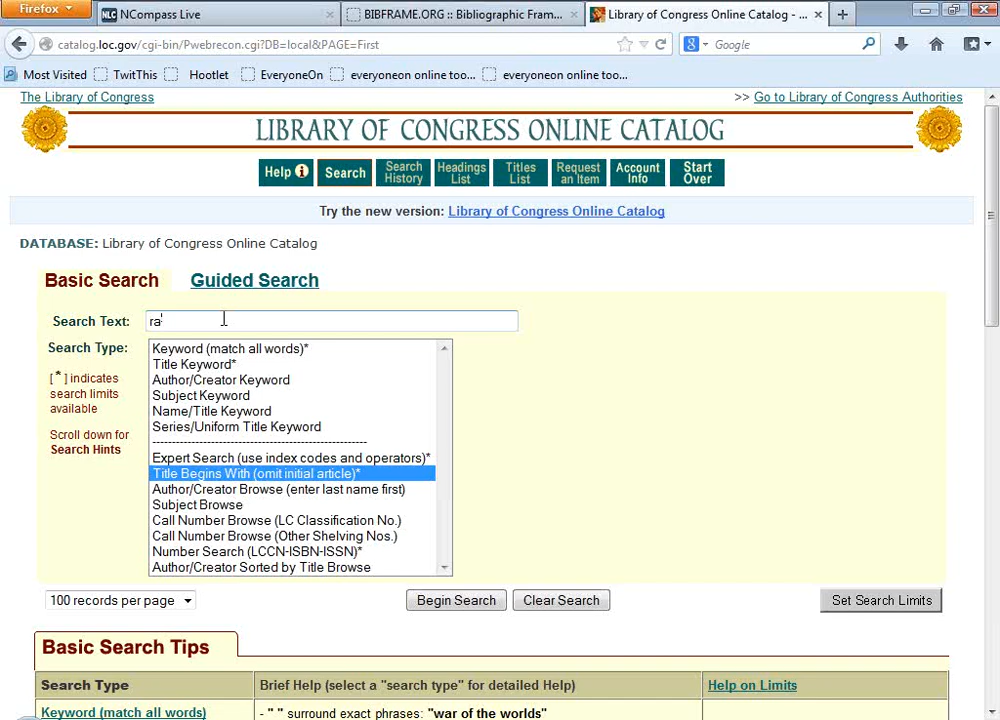 Firefox
NCompass Live
BIBFRAME.ORG :: Bibliographic Fram...
Library of Congress Online Catalog - ...
catalog.loc.gov/cgi-bin/Pwebrecon.cgi?DB=local&PAGE=First
Google
Most Visited
TwitThis
Hootlet
EveryoneOn
everyoneon online too...
everyoneon online too...
The Library of Congress
>> Go to Library of Congress Authorities
LIBRARY OF CONGRESS ONLINE CATALOG
Help
Search
Search History
Headings List
Titles List
Request an Item
Account Info
Start Over
Try the new version: Library of Congress Online Catalog
DATABASE: Library of Congress Online Catalog
Basic Search
Guided Search
Search Text: ra
Search Type:
[ * ] indicates
search limits
available
Scroll down for
Search Hints
Keyword (match all words)*
Title Keyword*
Author/Creator Keyword
Subject Keyword
Name/Title Keyword
Series/Uniform Title Keyword
-----------------------------------------------------
Expert Search (use index codes and operators)*
Title Begins With (omit initial article)*
Author/Creator Browse (enter last name first)
Subject Browse
Call Number Browse (LC Classification No.)
Call Number Browse (Other Shelving Nos.)
Number Search (LCCN-ISBN-ISSN)*
Author/Creator Sorted by Title Browse
100 records per page
Begin Search
Clear Search
Set Search Limits
Basic Search Tips
Search Type
Brief Help (select a "search type" for detailed Help)
Help on Limits
Keyword (match all words)
- " " surround exact phrases: "war of the worlds"